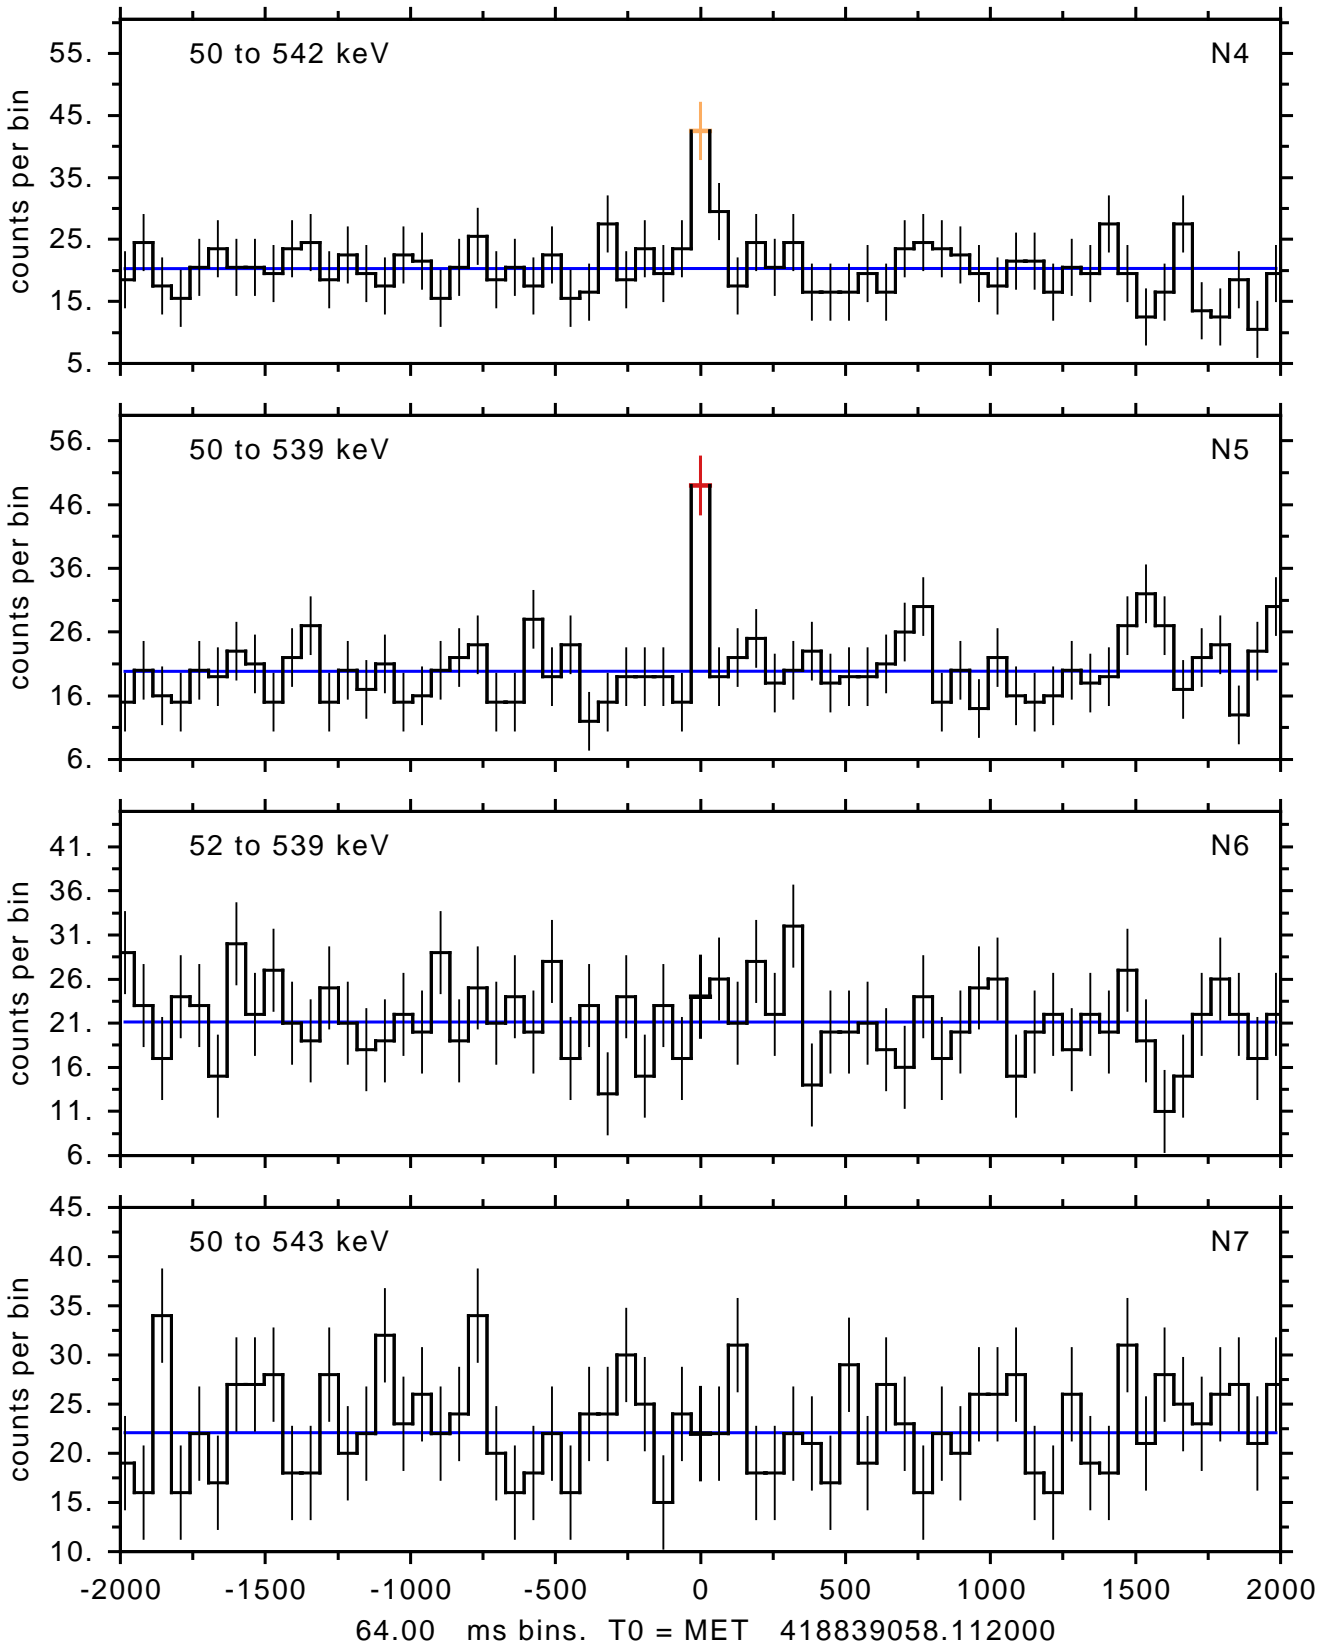 50 to 542 keV N4
55.
45.
35.
25.
15.
5.
counts per bin
50 to 539 keV N5
56.
46.
36.
26.
16.
6.
counts per bin
52 to 539 keV N6
41.
36.
31.
26.
21.
16.
11.
6.
counts per bin
50 to 543 keV N7
45.
40.
35.
30.
25.
20.
15.
10.
counts per bin
-2000 -1500 -1000 -500 0 500 1000 1500 2000
64.00 ms bins. T0 = MET 418839058.112000